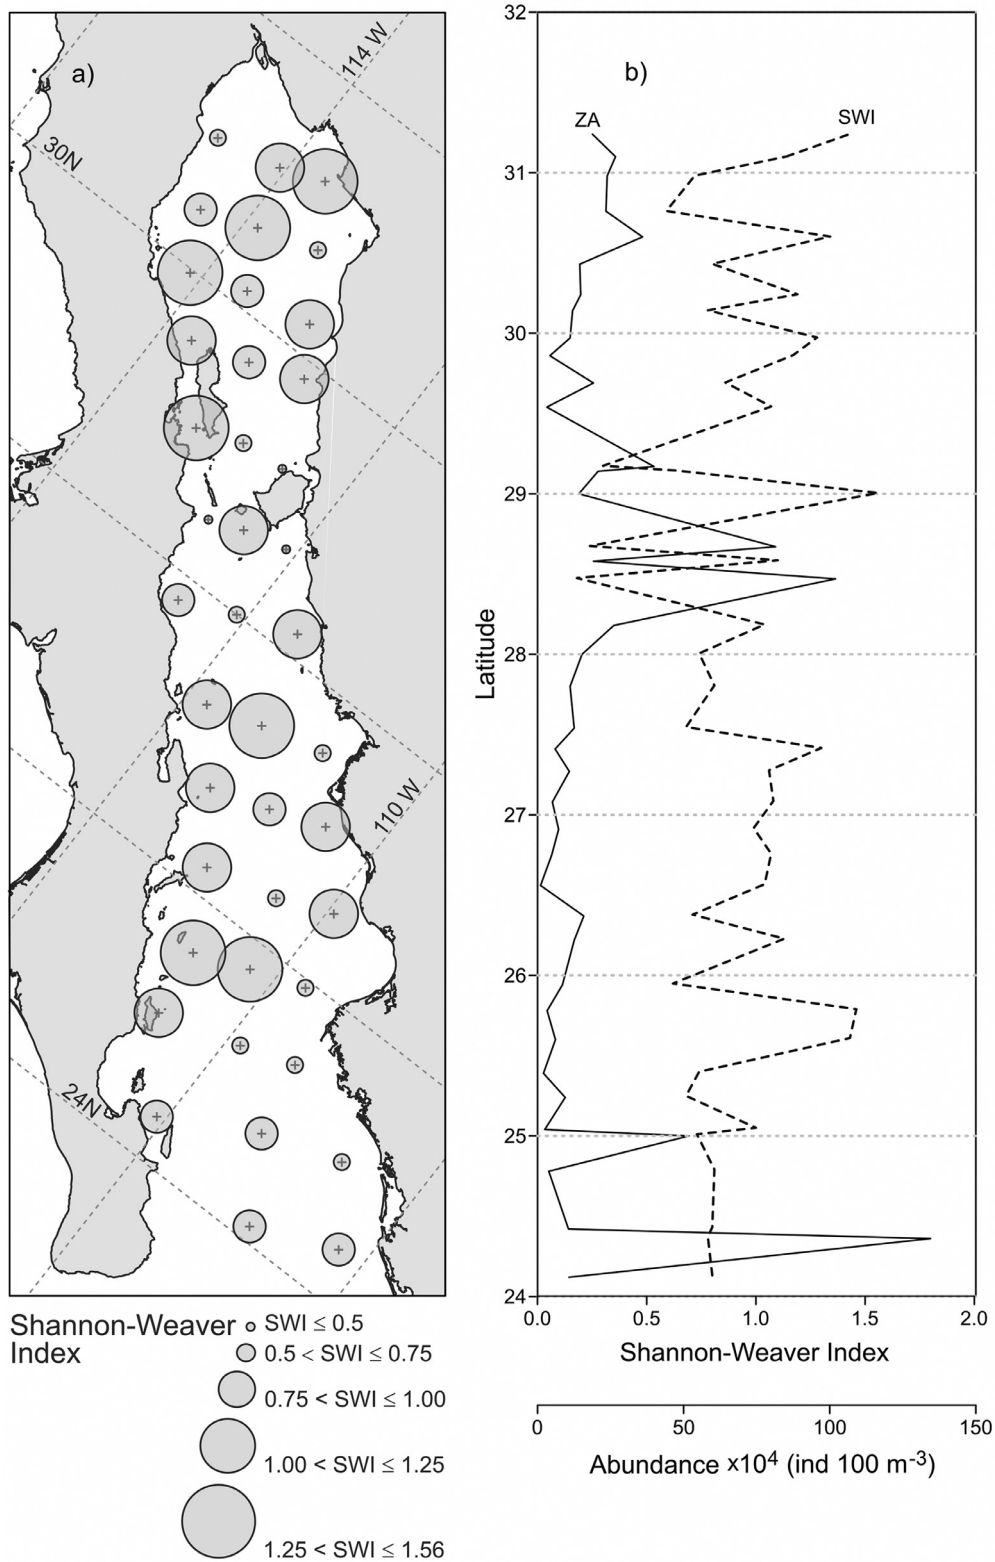 a)
114 W
30N
110 W
24N
Shannon-Weaver
Index
SWI ≤ 0.5
0.5 < SWI ≤ 0.75
0.75 < SWI ≤ 1.00
1.00 < SWI ≤ 1.25
1.25 < SWI ≤ 1.56
b)
ZA
SWI
32
31
30
29
28
27
26
25
24
Latitude
0.0 0.5 1.0 1.5 2.0
Shannon-Weaver Index
0 50 100 150
Abundance x10⁴ (ind 100 m⁻³)